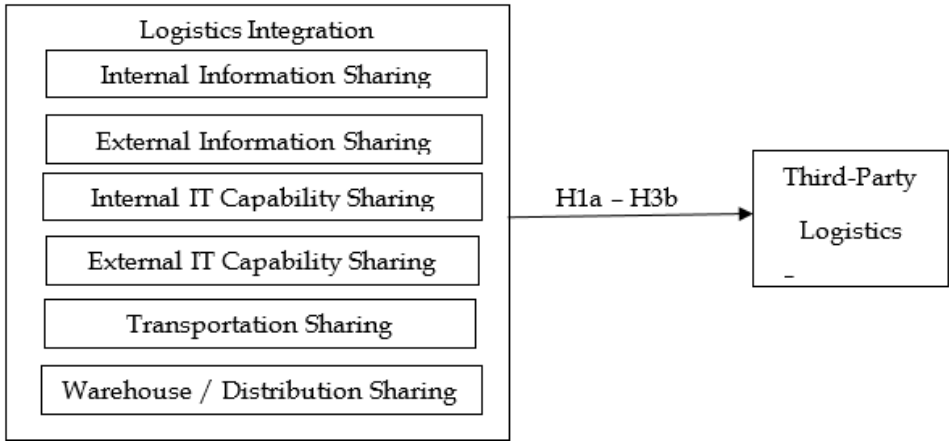 Logistics Integration
Internal Information Sharing
External Information Sharing
Internal IT Capability Sharing
External IT Capability Sharing
Transportation Sharing
Warehouse / Distribution Sharing
H1a – H3b
Third-Party
Logistics